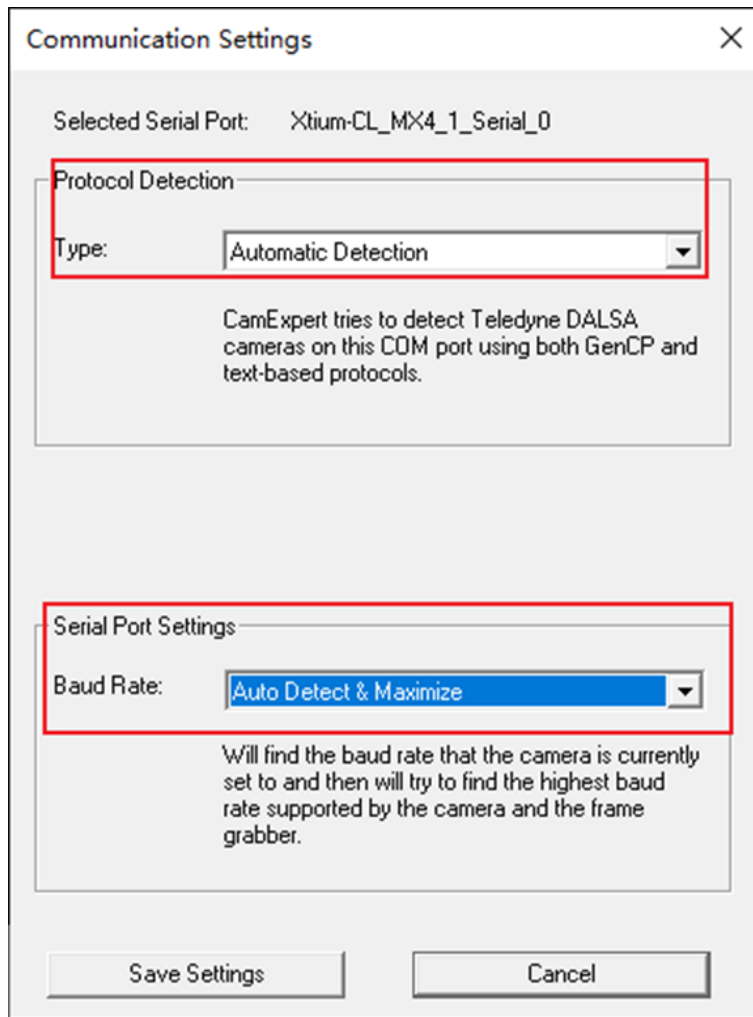 Communication Settings
Selected Serial Port: Xtium-CL_MX4_1_Serial_0
Protocol Detection
Type: Automatic Detection
CamExpert tries to detect Teledyne DALSA
cameras on this COM port using both GenCP and
text-based protocols.
Serial Port Settings
Baud Rate: Auto Detect & Maximize
Will find the baud rate that the camera is currently
set to and then will try to find the highest baud
rate supported by the camera and the frame
grabber.
Save Settings Cancel